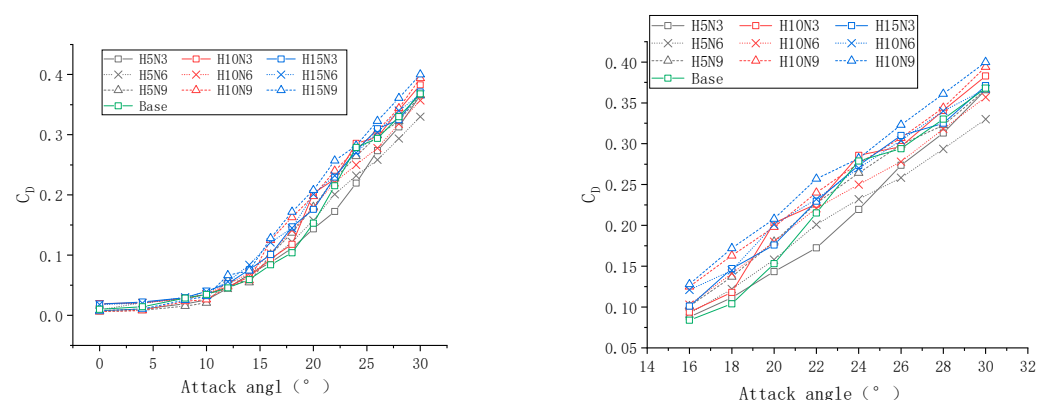 H5N3 H10N3 H15N3
H5N6 H10N6 H15N6
H5N9 H10N9 H15N9
Base
0.4
0.3
0.2
0.1
0.0
C_D
0 5 10 15 20 25 30
Attack angl (° )
H5N3 H10N3 H15N3
H5N6 H10N6 H10N6
H5N9 H10N9 H10N9
Base
0.40
0.35
0.30
0.25
0.20
0.15
0.10
0.05
C_D
14 16 18 20 22 24 26 28 30 32
Attack angle (° )